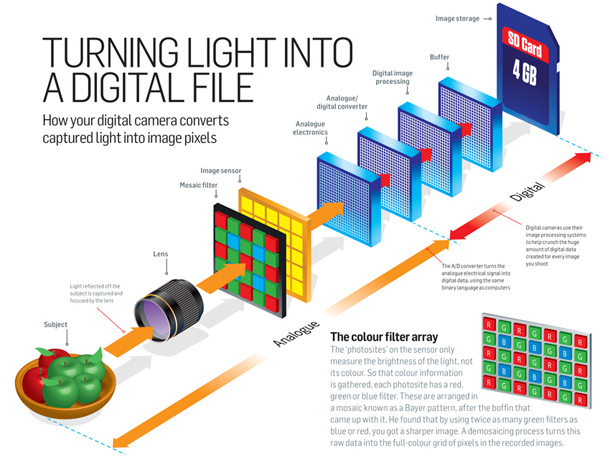 TURNING LIGHT INTO
A DIGITAL FILE
How your digital camera converts
captured light into image pixels
Image storage
SD Card
4 GB
Buffer
Digital image
processing
Analogue/
digital converter
Analogue
electronics
Image sensor
Mosaic filter
Lens
Light reflected off the
subject is captured and
focused by the lens
Subject
Analogue
Digital
The A/D converter turns the
analogue electrical signal into
digital data, using the same
binary language as computers
Digital cameras use their
image processing systems
to help crunch the huge
amount of digital data
created for every image
you shoot
The colour filter array
The 'photosites' on the sensor only
measure the brightness of the light, not
its colour. So that colour information
is gathered, each photosite has a red,
green or blue filter. These are arranged in
a mosaic known as a Bayer pattern, after the boffin that
came up with it. He found that by using twice as many green filters as
blue or red, you got a sharper image. A demosaicing process turns this
raw data into the full-colour grid of pixels in the recorded images.
R G R G R
G B G B G
R G R G R
G B G B G
R G R G R